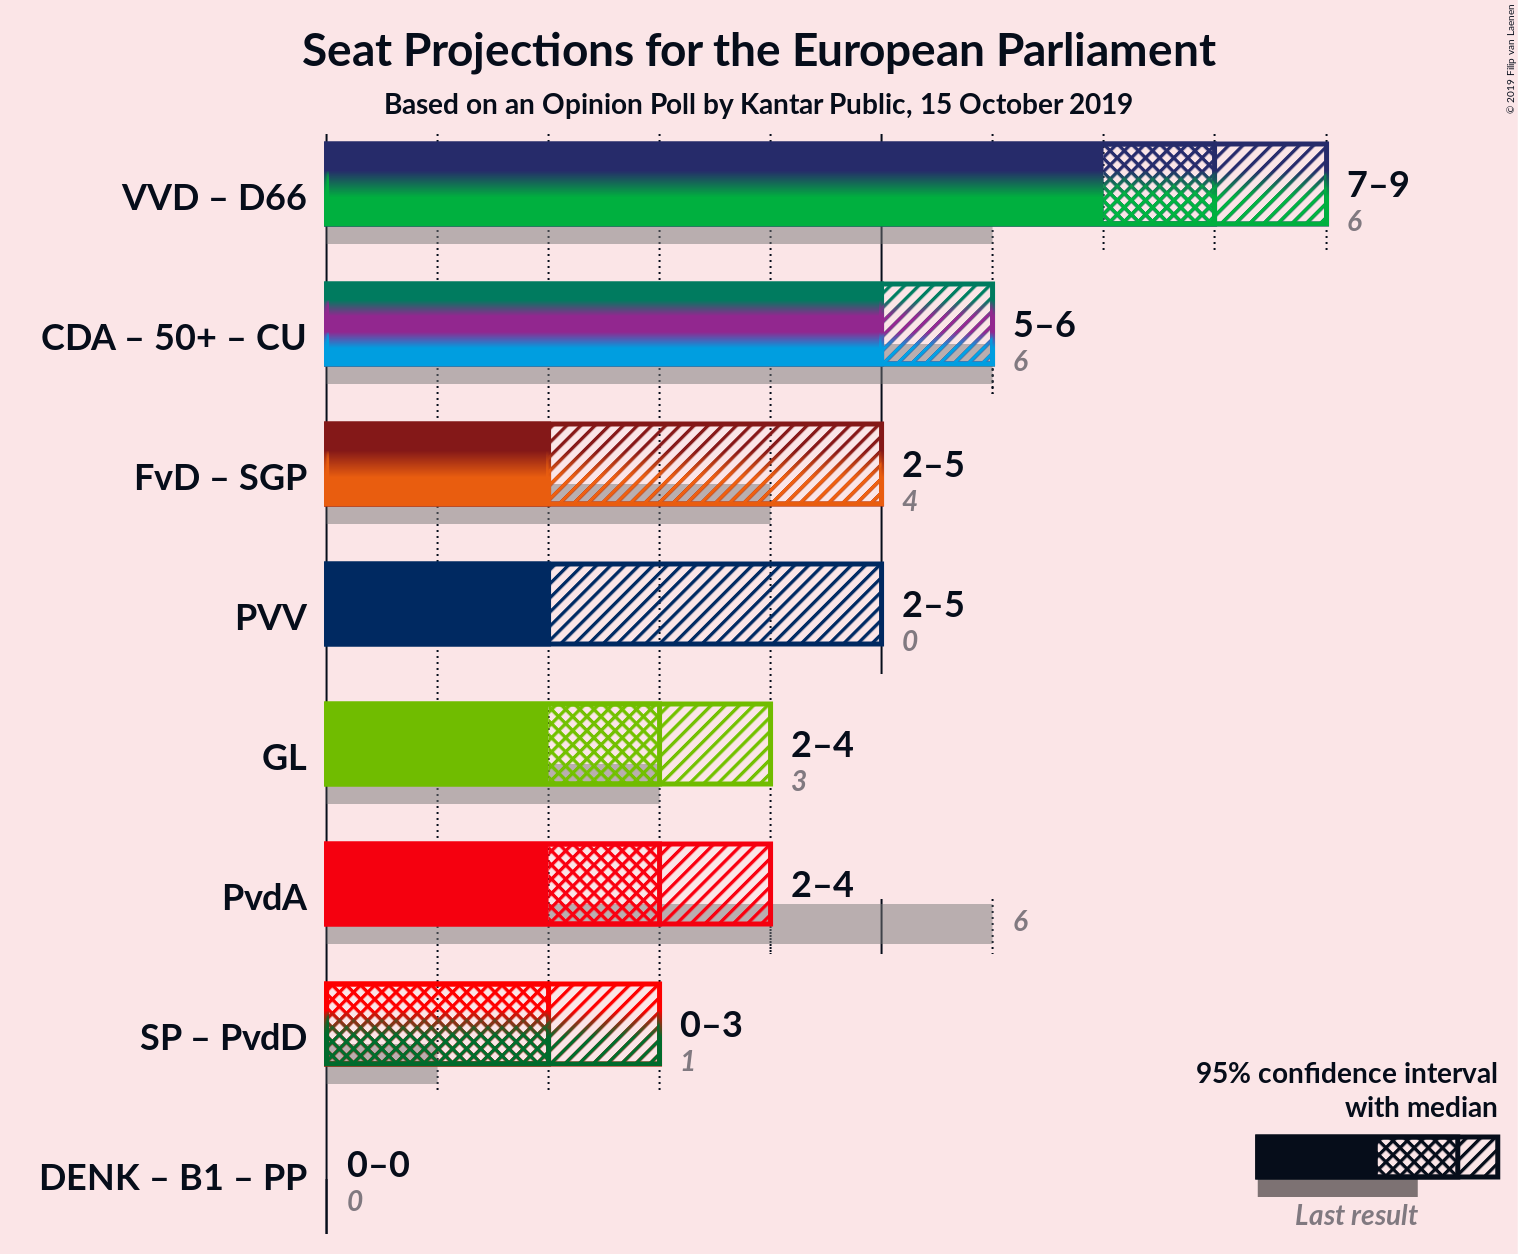 Seat Projections for the European Parliament
Based on an Opinion Poll by Kantar Public, 15 October 2019
© 2019 Filip van Laenen
VVD – D66
7–9
6
CDA – 50+ – CU
5–6
6
FvD – SGP
2–5
4
PVV
2–5
0
GL
2–4
3
PvdA
2–4
6
SP – PvdD
0–3
1
DENK – B1 – PP
0–0
0
95% confidence interval
with median
Last result